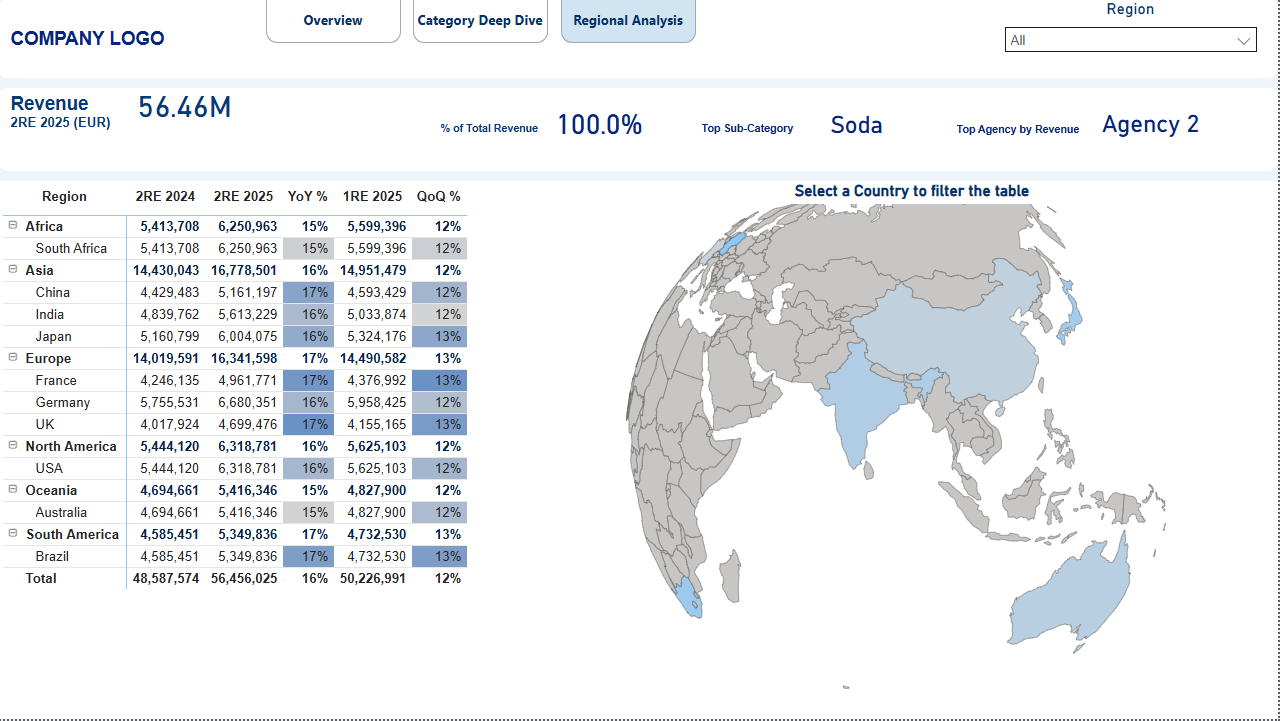 Overview
Category Deep Dive
Regional Analysis
Region
COMPANY LOGO
All
Revenue
2RE 2025 (EUR)
56.46M
% of Total Revenue
100.0%
Top Sub-Category
Soda
Top Agency by Revenue
Agency 2
Select a Country to filter the table
Region 2RE 2024 2RE 2025 YoY % 1RE 2025 QoQ %
Africa 5,413,708 6,250,963 15% 5,599,396 12%
South Africa 5,413,708 6,250,963 15% 5,599,396 12%
Asia 14,430,043 16,778,501 16% 14,951,479 12%
China 4,429,483 5,161,197 17% 4,593,429 12%
India 4,839,762 5,613,229 16% 5,033,874 12%
Japan 5,160,799 6,004,075 16% 5,324,176 13%
Europe 14,019,591 16,341,598 17% 14,490,582 13%
France 4,246,135 4,961,771 17% 4,376,992 13%
Germany 5,755,531 6,680,351 16% 5,958,425 12%
UK 4,017,924 4,699,476 17% 4,155,165 13%
North America 5,444,120 6,318,781 16% 5,625,103 12%
USA 5,444,120 6,318,781 16% 5,625,103 12%
Oceania 4,694,661 5,416,346 15% 4,827,900 12%
Australia 4,694,661 5,416,346 15% 4,827,900 12%
South America 4,585,451 5,349,836 17% 4,732,530 13%
Brazil 4,585,451 5,349,836 17% 4,732,530 13%
Total 48,587,574 56,456,025 16% 50,226,991 12%